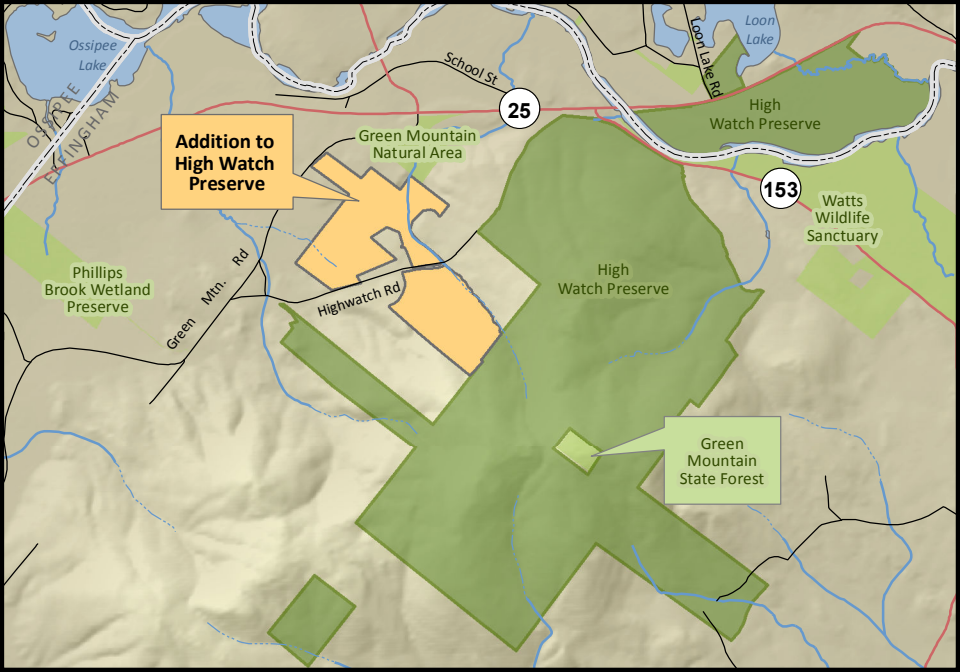 Ossipee
Lake
OSSIPEE
EFFINGHAM
School St
25
Loon Lake Rd
Loon
Lake
High
Watch Preserve
Addition to
High Watch
Preserve
Green Mountain
Natural Area
153
Watts
Wildlife
Sanctuary
Phillips
Brook Wetland
Preserve
Green Mtn. Rd
Highwatch Rd
High
Watch Preserve
Green
Mountain
State Forest